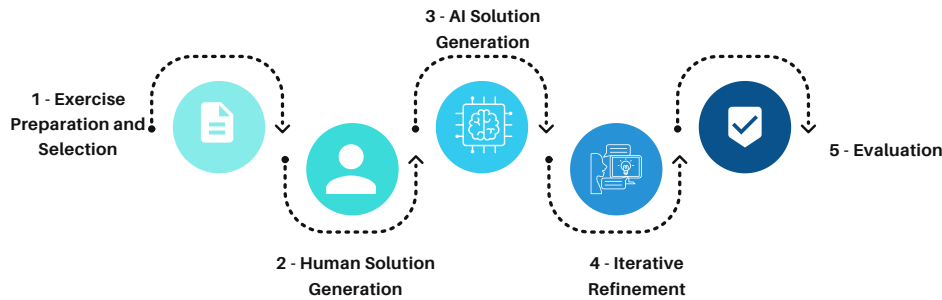 1 - Exercise
Preparation and
Selection
2 - Human Solution
Generation
3 - AI Solution
Generation
4 - Iterative
Refinement
5 - Evaluation